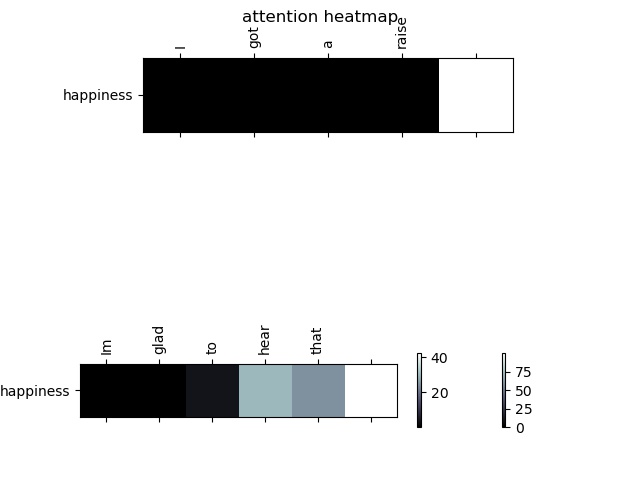 attention heatmap
I got a raise
happiness
Im glad to hear that
happiness
40
20
75
50
25
0